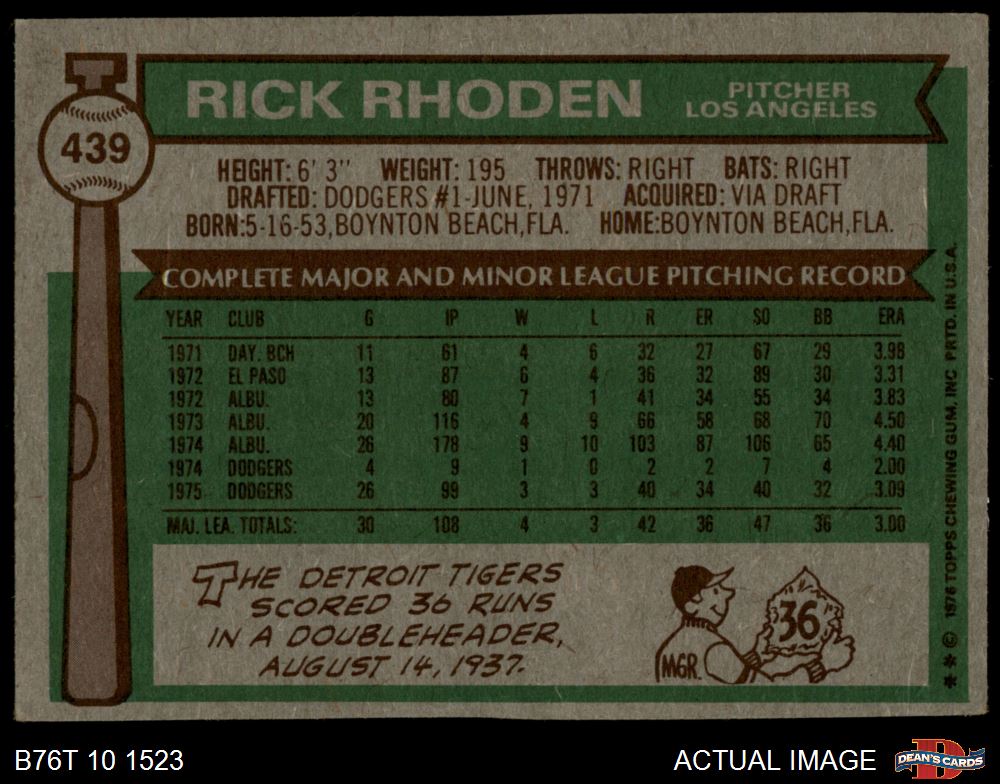 RICK RHODEN
PITCHER
LOS ANGELES
439
HEIGHT: 6' 3" WEIGHT: 195 THROWS: RIGHT BATS: RIGHT
DRAFTED: DODGERS #1-JUNE, 1971 ACQUIRED: VIA DRAFT
BORN:5-16-53,BOYNTON BEACH,FLA. HOME:BOYNTON BEACH,FLA.
COMPLETE MAJOR AND MINOR LEAGUE PITCHING RECORD
YEAR CLUB G IP W L R ER SO BB ERA
1971 DAY. BCH 11 61 4 6 32 27 67 29 3.98
1972 EL PASO 13 87 6 4 36 32 89 30 3.31
1972 ALBU. 13 80 7 1 41 34 55 34 3.83
1973 ALBU. 20 116 4 9 66 58 68 70 4.50
1974 ALBU. 26 178 9 10 103 87 106 65 4.40
1974 DODGERS 4 9 1 0 2 2 7 4 2.00
1975 DODGERS 26 99 3 3 40 34 40 32 3.09
MAJ. LEA. TOTALS: 30 108 4 3 42 36 47 36 3.00
THE DETROIT TIGERS
SCORED 36 RUNS
IN A DOUBLEHEADER,
AUGUST 14, 1937.
36
MGR.
** © 1976 TOPPS CHEWING GUM, INC PRTD. IN U.S.A.
B76T 10 1523
ACTUAL IMAGE
D
DEAN'S CARDS